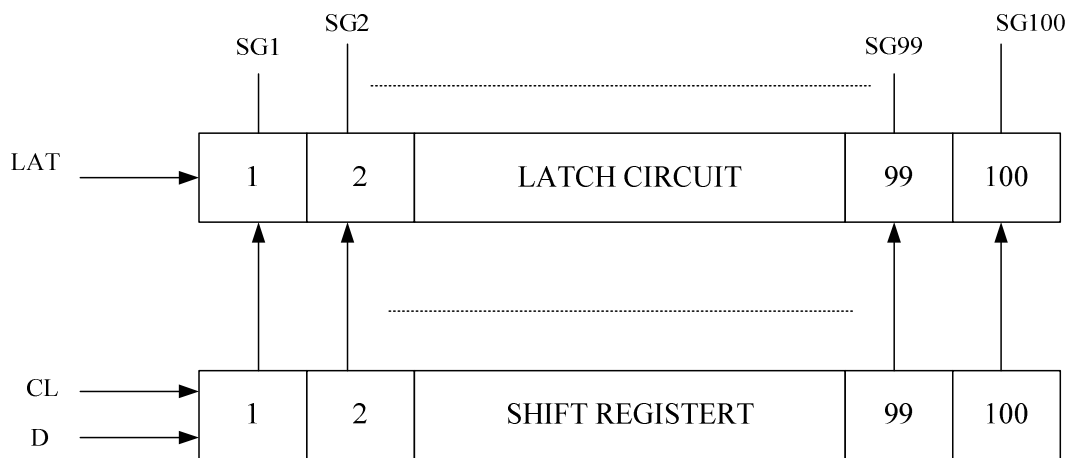 SG1 SG2 SG99 SG100
LAT
1 2 LATCH CIRCUIT 99 100
CL
D
1 2 SHIFT REGISTERT 99 100